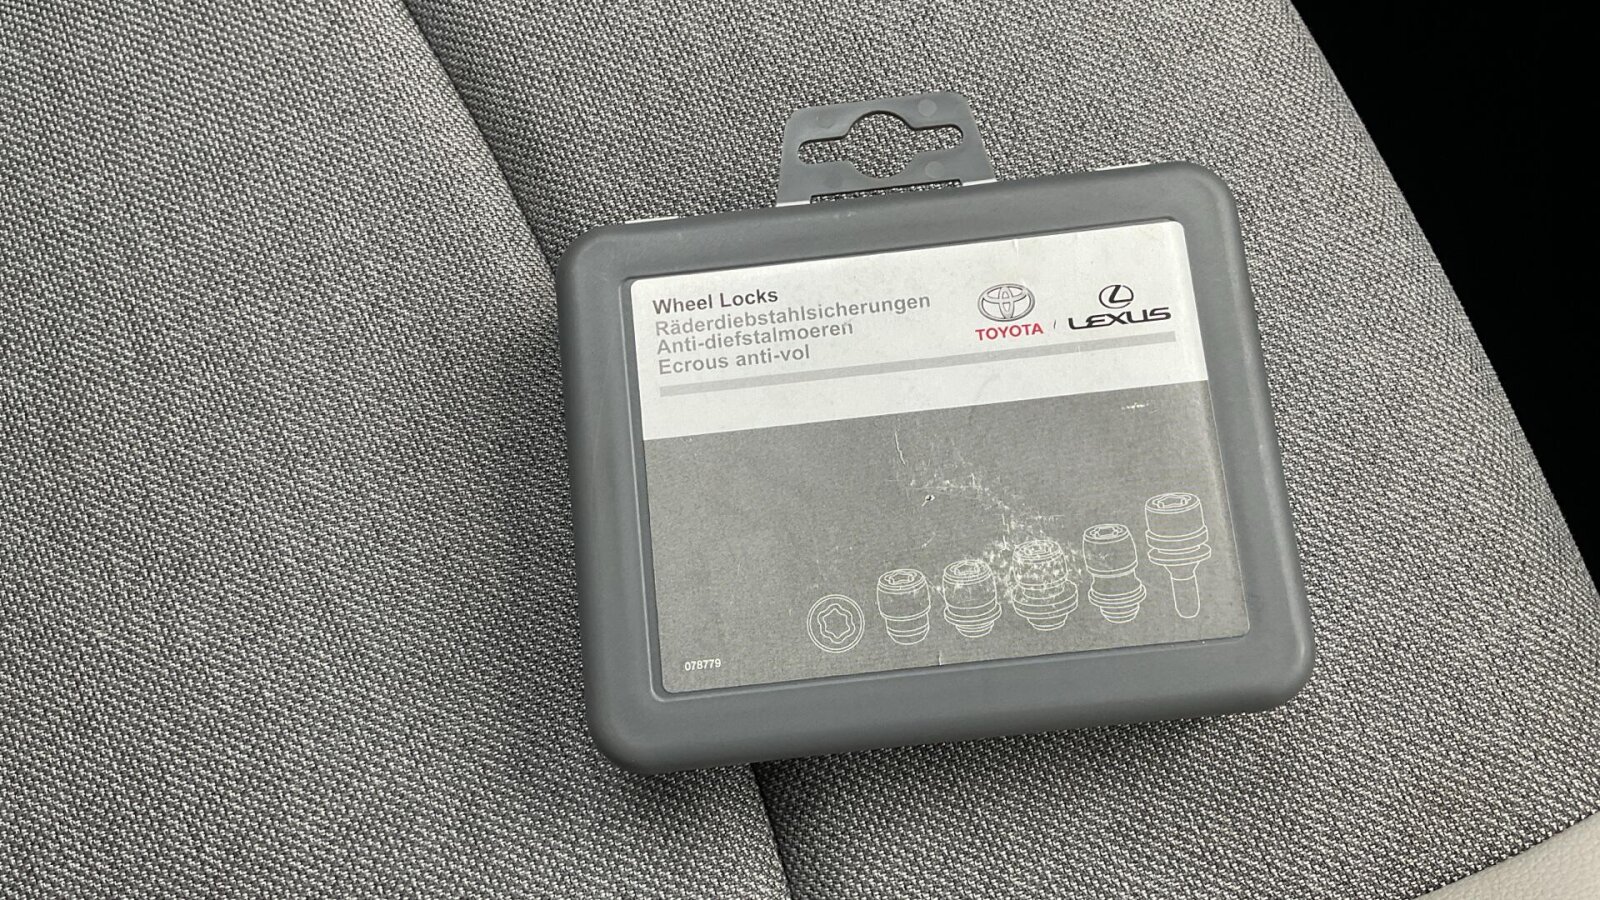 Wheel Locks
Räderdiebstahlsicherungen
Anti-diefstalmoeren
Ecrous anti-vol
TOYOTA / LEXUS
078779